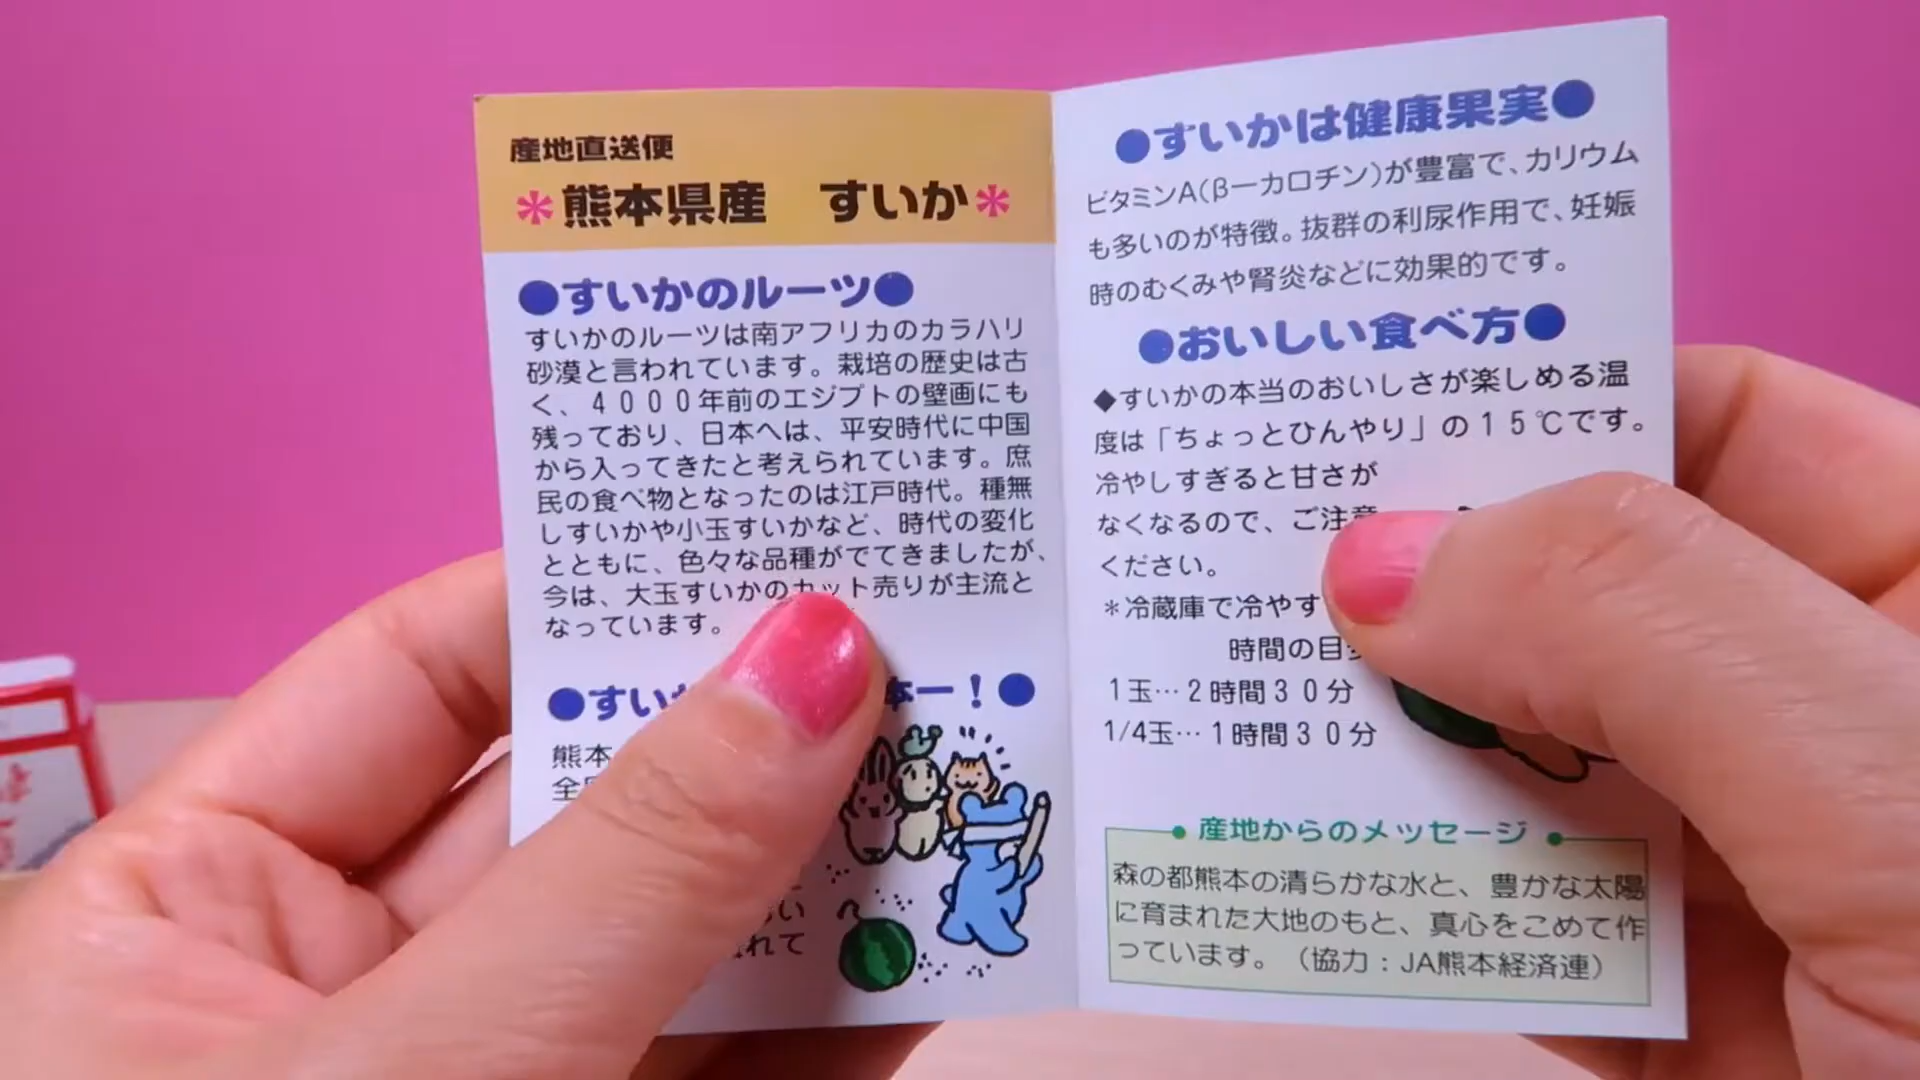 産地直送便
*熊本県産 すいか*
●すいかのルーツ●
すいかのルーツは南アフリカのカラハリ
砂漠と言われています。栽培の歴史は古
く、4000年前のエジプトの壁画にも
残っており、日本へは、平安時代に中国
から入ってきたと考えられています。庶
民の食べ物となったのは江戸時代。種無
しすいかや小玉すいかなど、時代の変化
とともに、色々な品種がでてきましたが、
今は、大玉すいかのカット売りが主流と
なっています。
●すいか 本一！●
熊本
全
い
れて
●すいかは健康果実●
ビタミンA(β−カロチン)が豊富で、カリウム
も多いのが特徴。抜群の利尿作用で、妊娠
時のむくみや腎炎などに効果的です。
●おいしい食べ方●
◆すいかの本当のおいしさが楽しめる温
度は「ちょっとひんやり」の15℃です。
冷やしすぎると甘さが
なくなるので、ご注意
ください。
*冷蔵庫で冷やす
時間の目
1玉…2時間30分
1/4玉…1時間30分
産地からのメッセージ
森の都熊本の清らかな水と、豊かな太陽
に育まれた大地のもと、真心をこめて作
っています。（協力：JA熊本経済連）